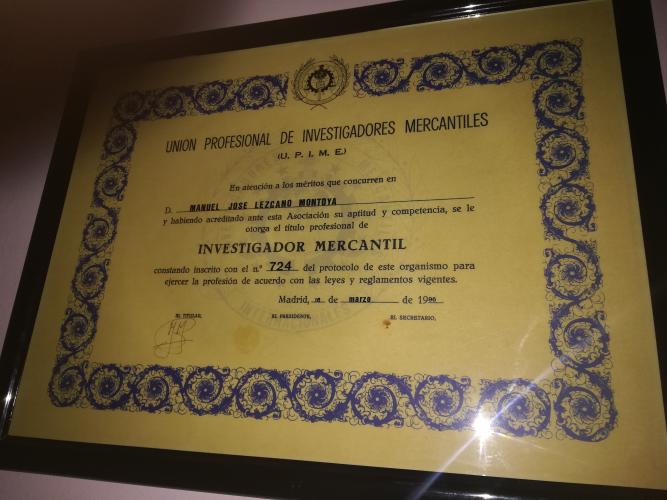 UNION PROFESIONAL DE INVESTIGADORES MERCANTILES
(U. P. I. M. E.)
En atención a los méritos que concurren en
D. MANUEL JOSE LEZCANO MONTOYA
y habiendo acreditado ante esta Asociación su aptitud y competencia, se le
otorga el título profesional de
INVESTIGADOR MERCANTIL
constando inscrito con el n.º 724 del protocolo de este organismo para
ejercer la profesión de acuerdo con las leyes y reglamentos vigentes.
Madrid, de marzo de 19
EL TITULAR, EL PRESIDENTE, EL SECRETARIO,
INTERNACIONALES